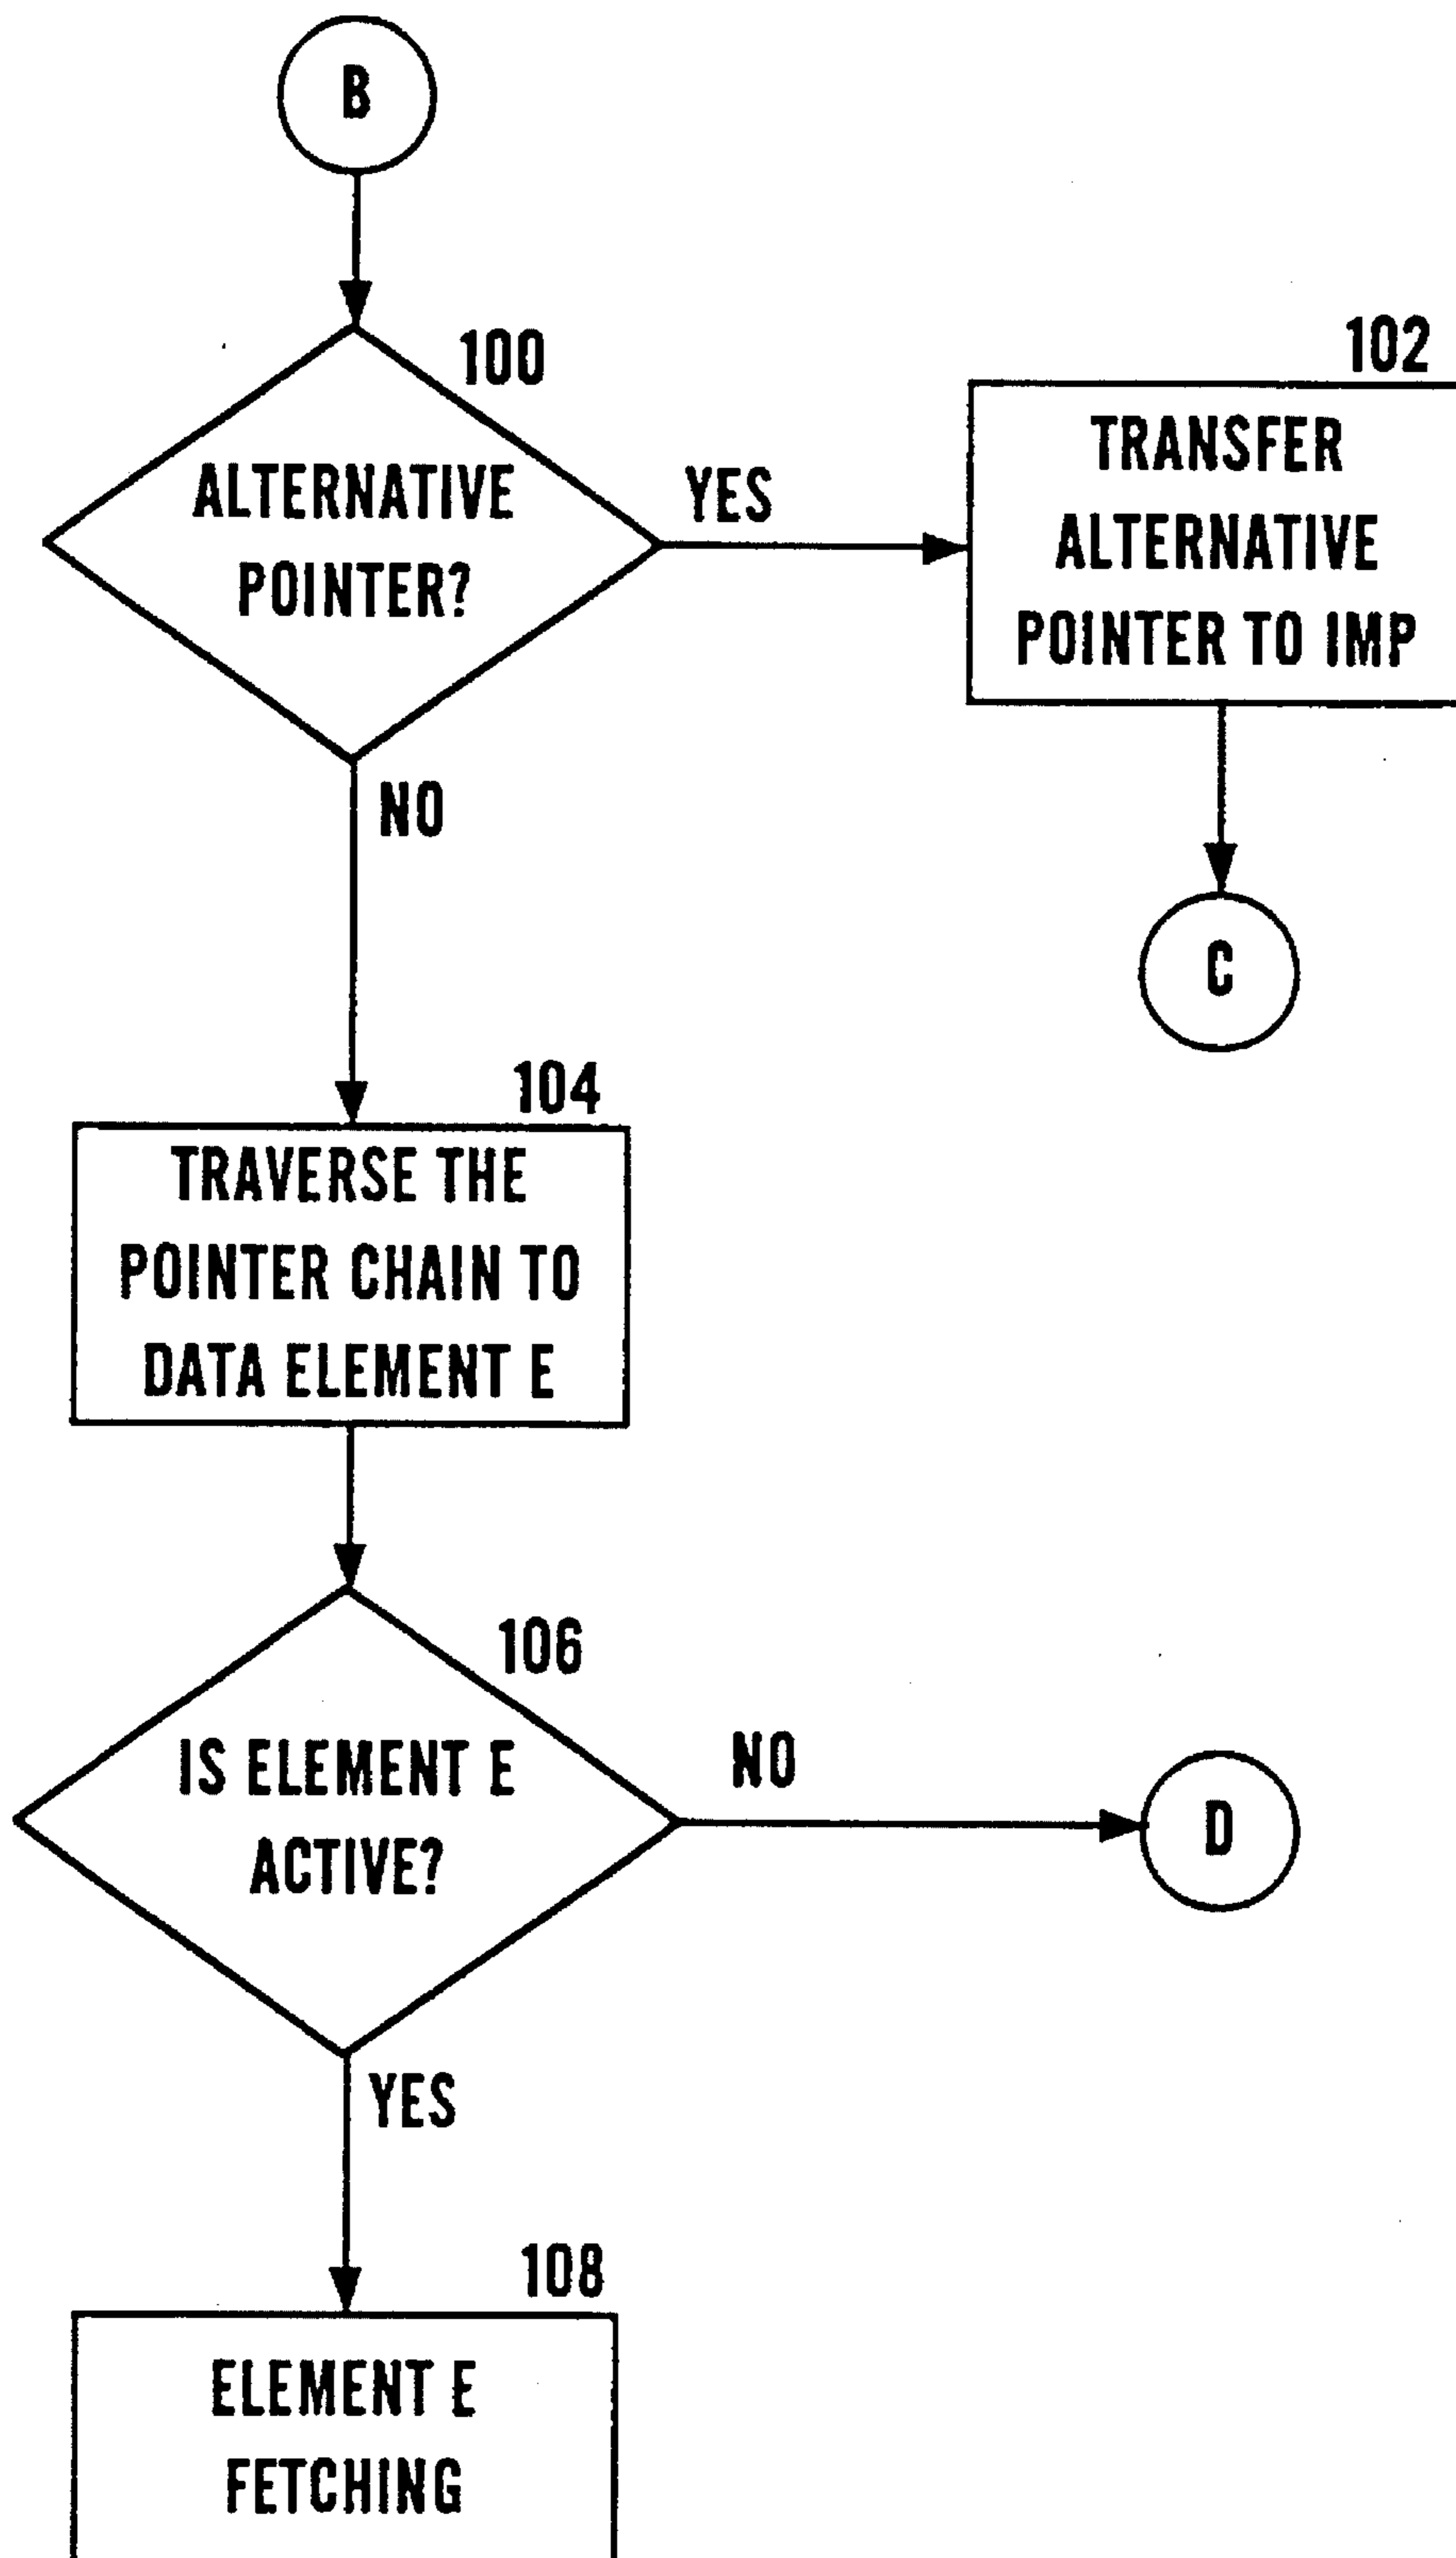 B
100
ALTERNATIVE
POINTER?
YES
102
TRANSFER
ALTERNATIVE
POINTER TO IMP
NO
C
104
TRAVERSE THE
POINTER CHAIN TO
DATA ELEMENT E
106
IS ELEMENT E
ACTIVE?
NO
D
YES
108
ELEMENT E
FETCHING